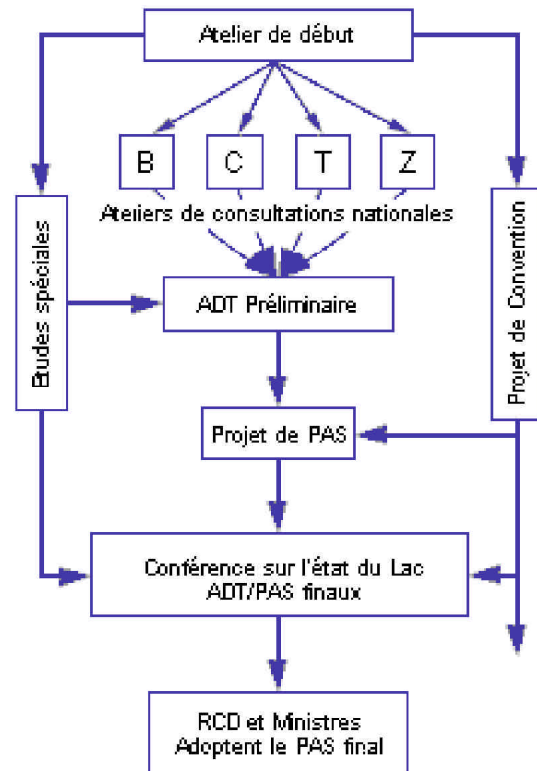 Atelier de début
B C T Z
Ateliers de consultations nationales
Etudes spéciales
ADT Préliminaire
Projet de Convention
Projet de PAS
Conférence sur l'état du Lac
ADT/PAS finaux
RCD et Ministres
Adoptent le PAS final